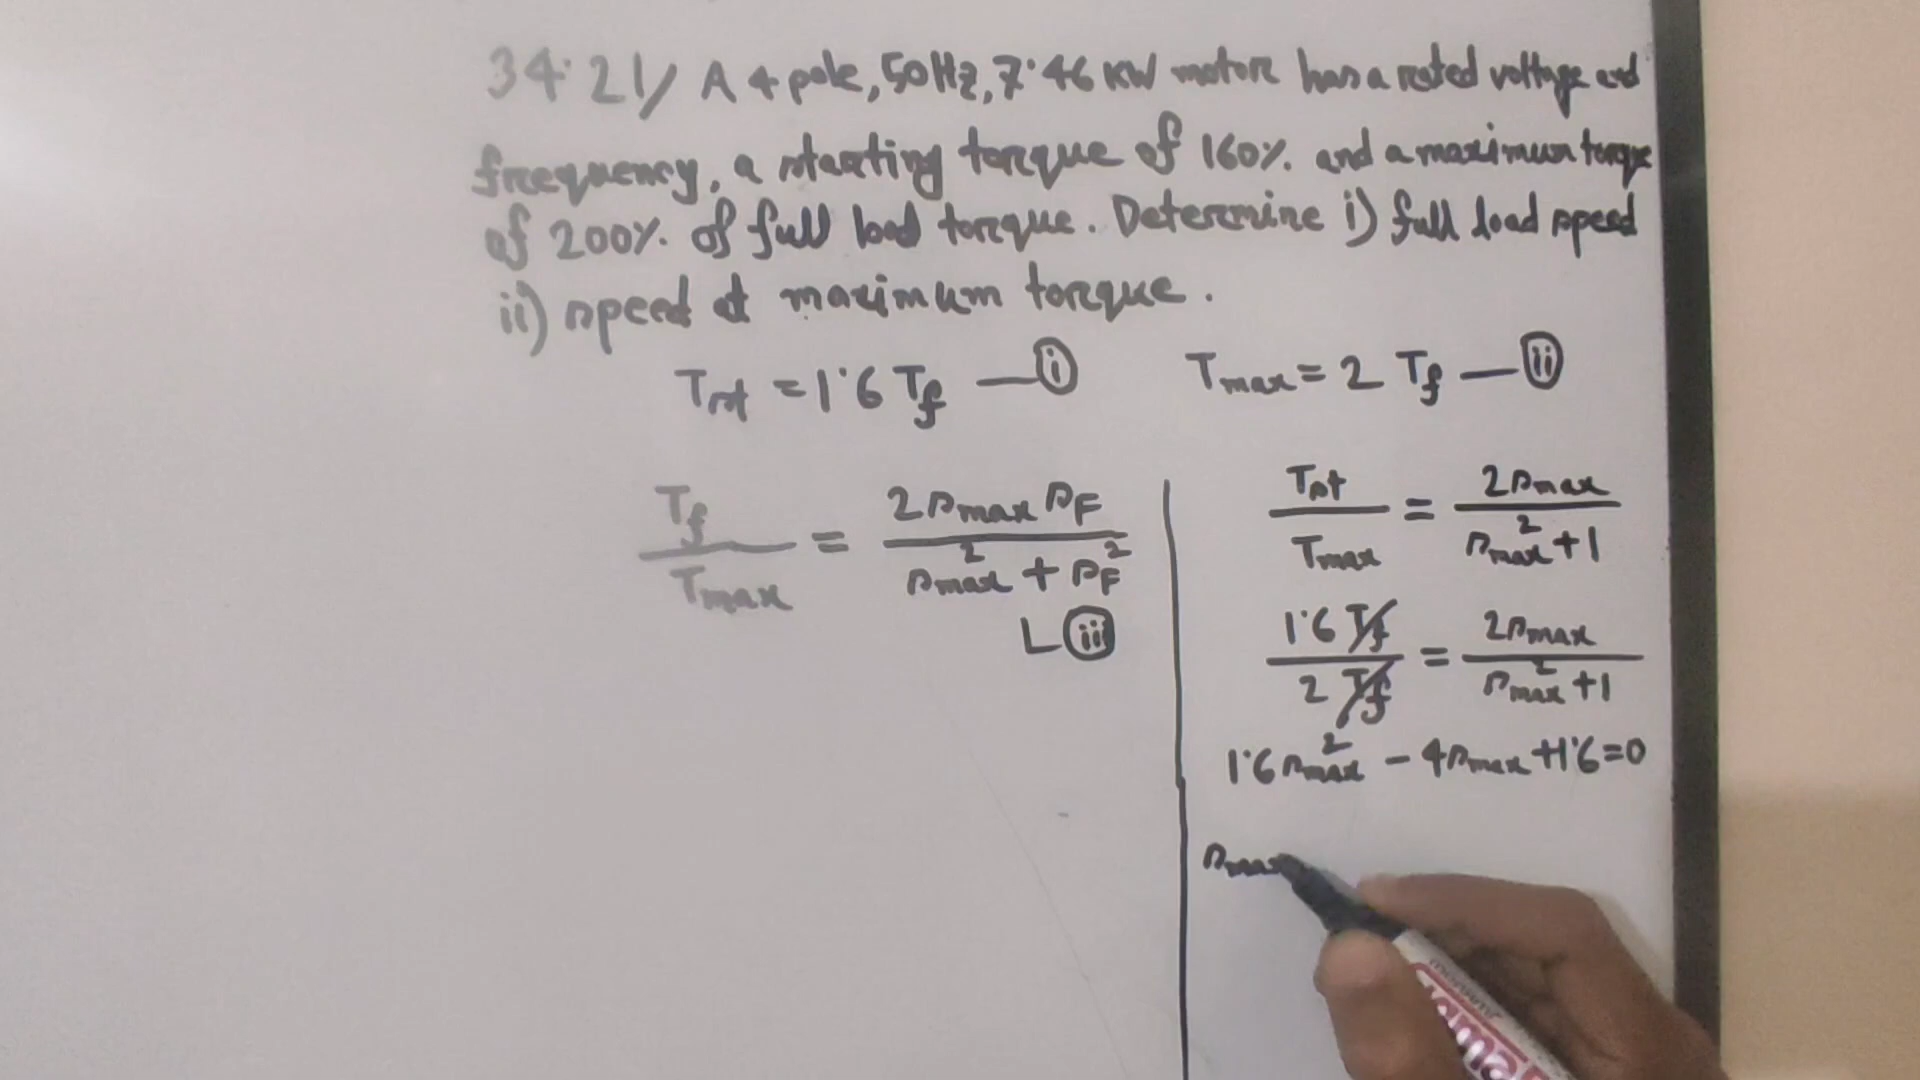 34.21/ A 4 pole, 50Hz, 7.46 KW motor has a rated voltage and
frequency, a starting torque of 160%. and a maximum torque
of 200%. of full load torque. Determine i) full load speed
ii) speed at maximum torque.
Tst = 1.6 Tf — (i)
Tmax = 2 Tf — (ii)
Tf / Tmax = 2 smax sF / smax² + sF²
(iii)
Tst / Tmax = 2smax / smax² + 1
1.6 Tf / 2 Tf = 2smax / smax² + 1
1.6 smax² - 4smax + 1.6 = 0
smax